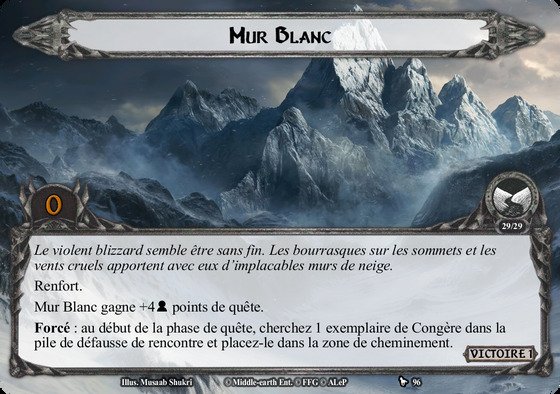 Mur Blanc
0
29/29
Le violent blizzard semble être sans fin. Les bourrasques sur les sommets et les
vents cruels apportent avec eux d'implacables murs de neige.
Renfort.
Mur Blanc gagne +4 points de quête.
Forcé : au début de la phase de quête, cherchez 1 exemplaire de Congère dans la
pile de défausse de rencontre et placez-le dans la zone de cheminement.
VICTOIRE 1
Illus. Musaab Shukri
© Middle-earth Ent. © FFG © ALeP
96